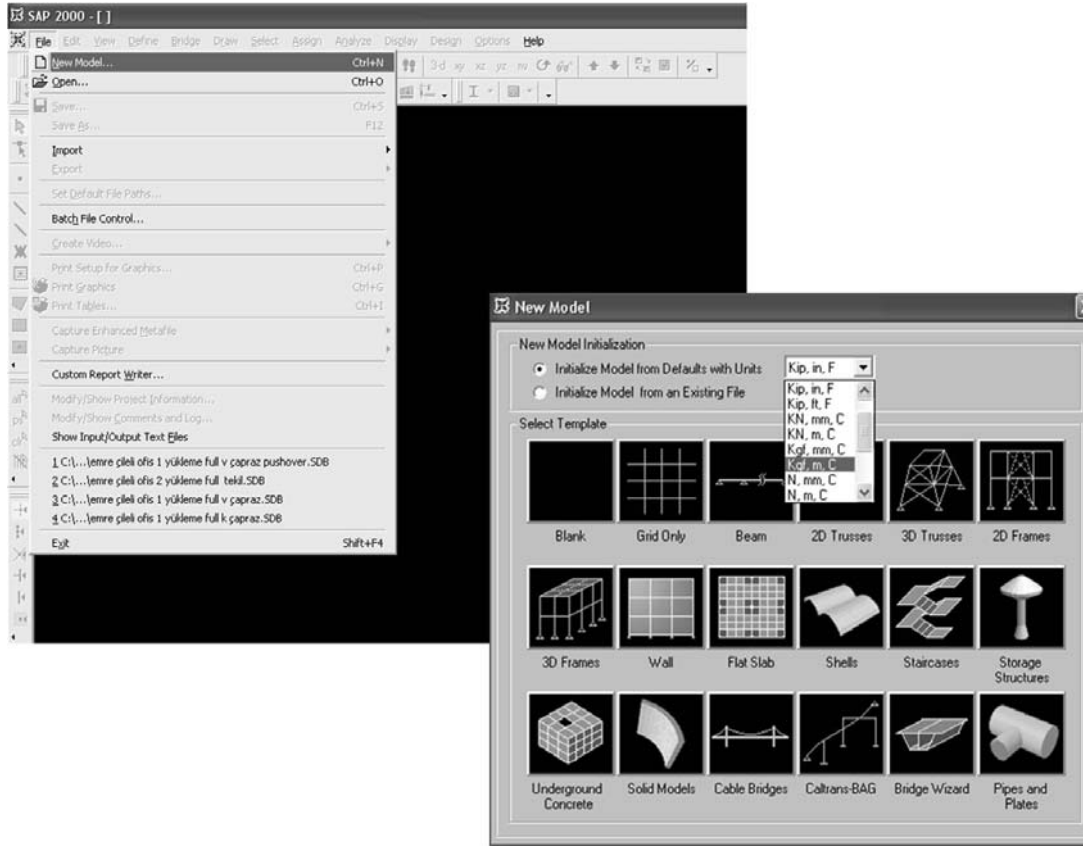 SAP 2000 - [ ]
File Edit View Define Bridge Draw Select Assign Analyze Display Design Options Help
New Model... Ctrl+N
3-d xy xz yz nv
Open... Ctrl+O
Save... Ctrl+S
Save As... F12
Import
Export
Set Default File Paths...
Batch File Control...
Create Video...
Print Setup for Graphics... Ctrl+P
Print Graphics Ctrl+G
Print Tables... Ctrl+T
Capture Enhanced Metafile
Capture Picture
Custom Report Writer...
Modify/Show Project Information...
Modify/Show Comments and Log...
Show Input/Output Text Files
1 C:\...\emre çileli ofis 1 yükleme full v çapraz pushover.SDB
2 C:\...\emre çileli ofis 2 yükleme full tekil.SDB
3 C:\...\emre çileli ofis 1 yükleme full v çapraz.SDB
4 C:\...\emre çileli ofis 1 yükleme full k çapraz.SDB
Exit Shift+F4
New Model
New Model Initialization
Initialize Model from Defaults with Units
Kip, in, F
Initialize Model from an Existing File
Kip, in, F
Kip, ft, F
KN, mm, C
KN, m, C
Kgf, mm, C
Kgf, m, C
N, mm, C
N, m, C
Select Template
Blank
Grid Only
Beam
2D Trusses
3D Trusses
2D Frames
3D Frames
Wall
Flat Slab
Shells
Staircases
Storage
Structures
Underground
Concrete
Solid Models
Cable Bridges
Caltrans-BAG
Bridge Wizard
Pipes and
Plates